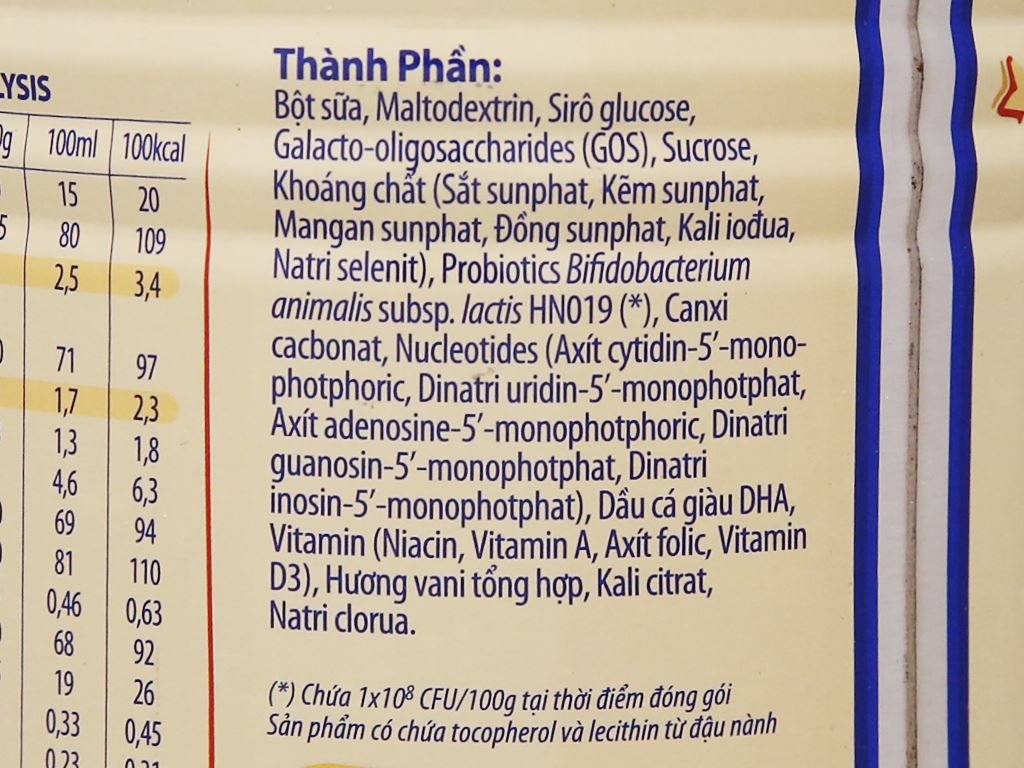 LYSIS
100ml 100kcal
15 20
80 109
2,5 3,4
71 97
1,7 2,3
1,3 1,8
4,6 6,3
69 94
81 110
0,46 0,63
68 92
19 26
0,33 0,45
Thành Phần:
Bột sữa, Maltodextrin, Sirô glucose,
Galacto-oligosaccharides (GOS), Sucrose,
Khoáng chất (Sắt sunphat, Kẽm sunphat,
Mangan sunphat, Đồng sunphat, Kali iođua,
Natri selenit), Probiotics Bifidobacterium
animalis subsp. lactis HN019 (*), Canxi
cacbonat, Nucleotides (Axít cytidin-5’-mono-
photphoric, Dinatri uridin-5’-monophotphat,
Axít adenosine-5’-monophotphoric, Dinatri
guanosin-5’-monophotphat, Dinatri
inosin-5’-monophotphat), Dầu cá giàu DHA,
Vitamin (Niacin, Vitamin A, Axít folic, Vitamin
D3), Hương vani tổng hợp, Kali citrat,
Natri clorua.
(*) Chứa 1x10⁸ CFU/100g tại thời điểm đóng gói
Sản phẩm có chứa tocopherol và lecithin từ đậu nành